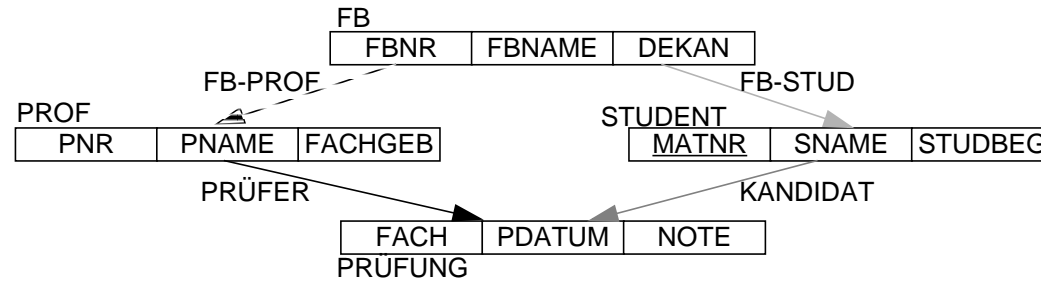 FB
FBNR FBNAME DEKAN
FB-PROF FB-STUD
PROF STUDENT
PNR PNAME FACHGEB MATNR SNAME STUDBEG
PRÜFER KANDIDAT
FACH PDATUM NOTE
PRÜFUNG